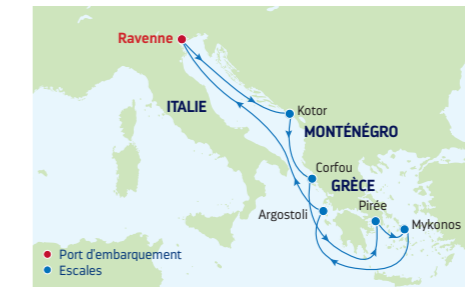 Ravenne
ITALIE
Kotor
MONTÉNÉGRO
Corfou
GRÈCE
Argostoli
Pirée
Mykonos
Port d'embarquement
Escales